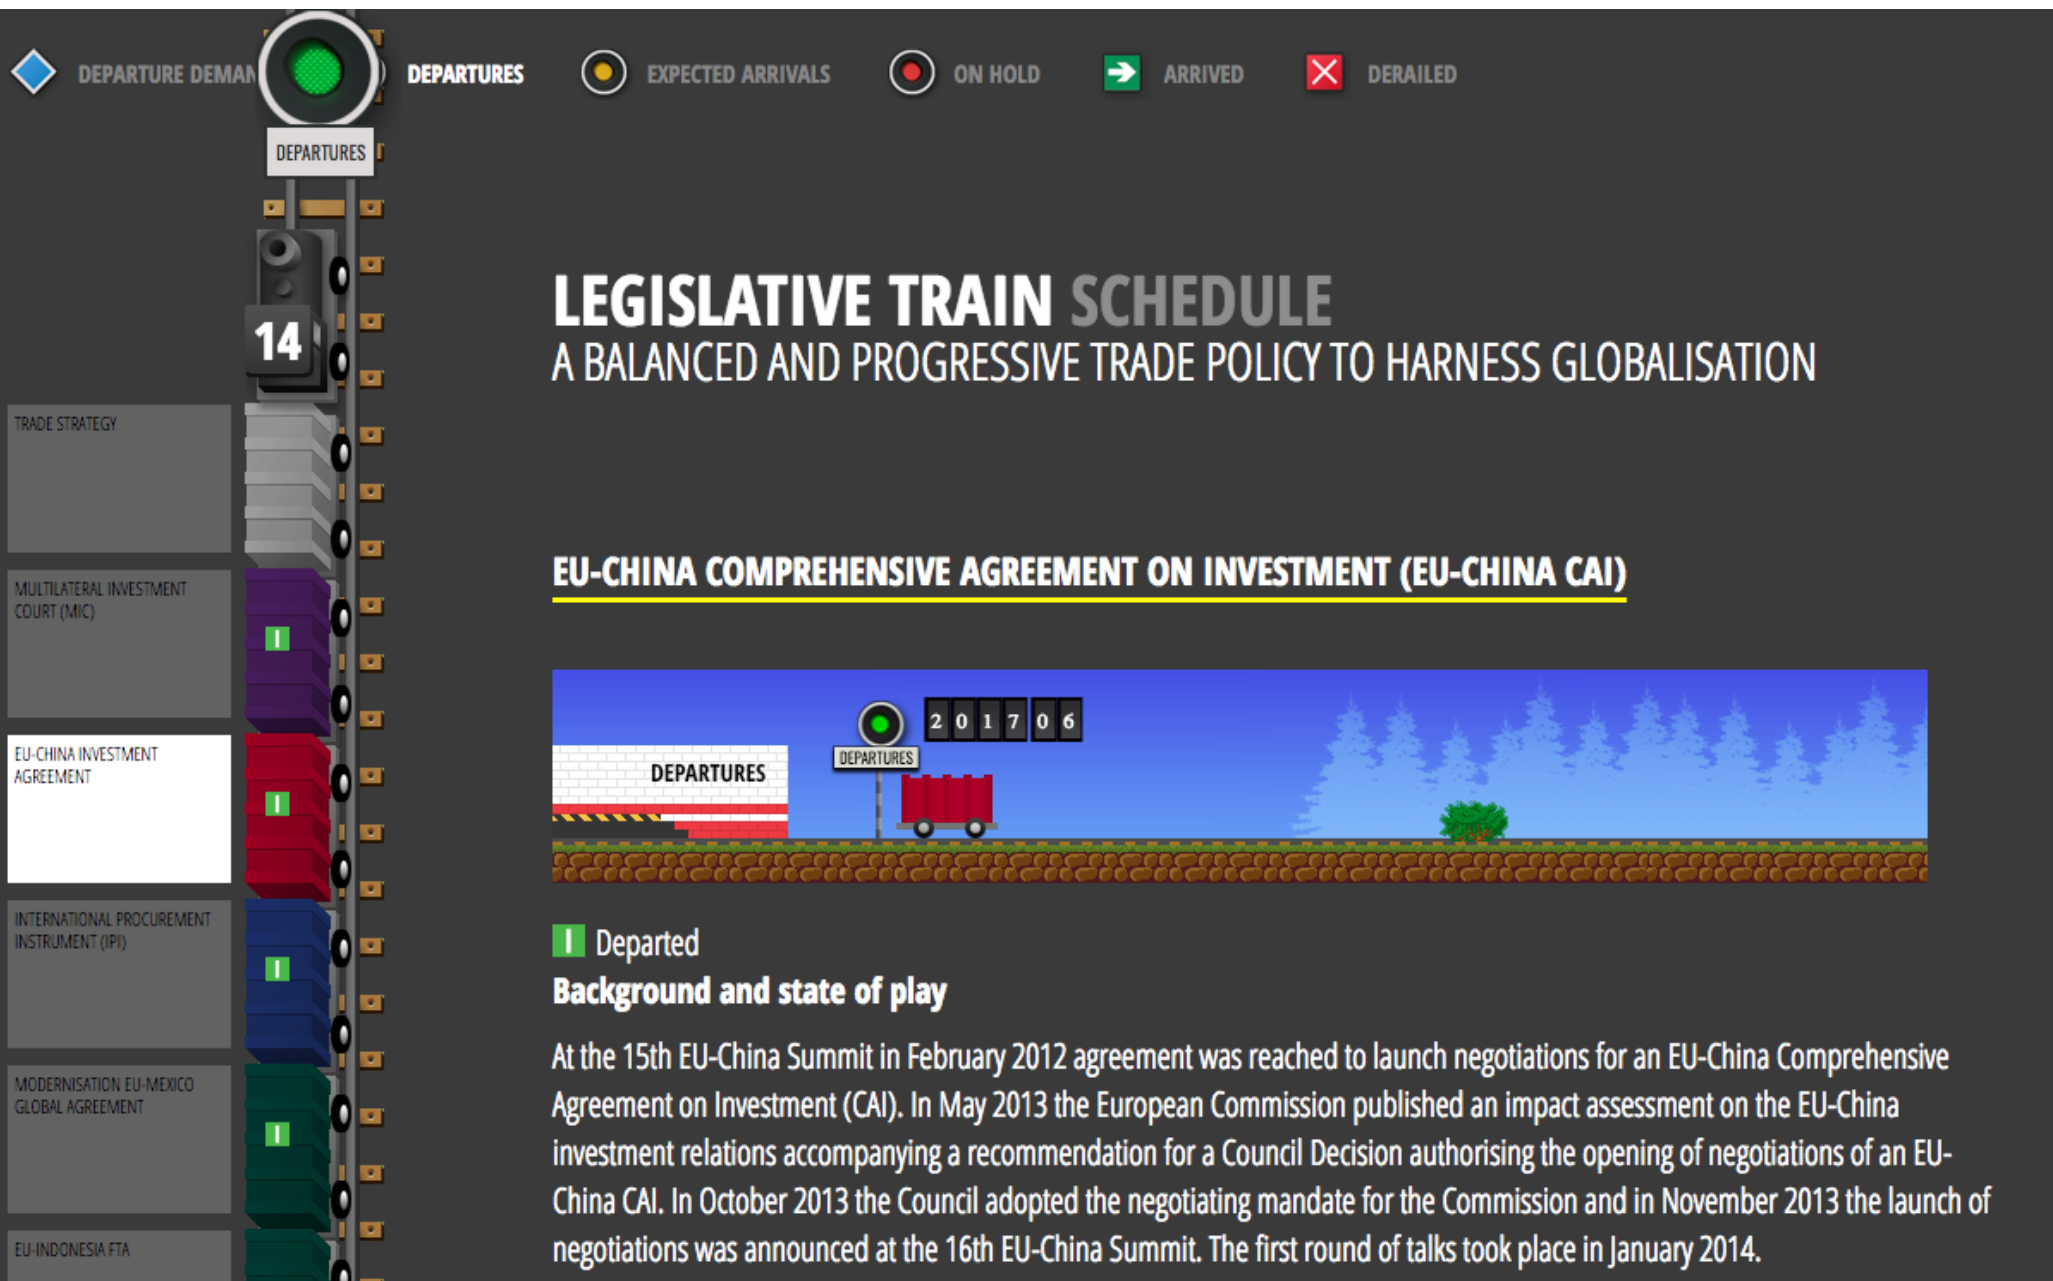 DEPARTURE DEMAN
DEPARTURES
EXPECTED ARRIVALS
ON HOLD
ARRIVED
DERAILED
DEPARTURES
14
TRADE STRATEGY
MULTILATERAL INVESTMENT
COURT (MIC)
EU-CHINA INVESTMENT
AGREEMENT
INTERNATIONAL PROCUREMENT
INSTRUMENT (IPI)
MODERNISATION EU-MEXICO
GLOBAL AGREEMENT
EU-INDONESIA FTA
LEGISLATIVE TRAIN SCHEDULE
A BALANCED AND PROGRESSIVE TRADE POLICY TO HARNESS GLOBALISATION
EU-CHINA COMPREHENSIVE AGREEMENT ON INVESTMENT (EU-CHINA CAI)
2 0 1 7 0 6
DEPARTURES
DEPARTURES
I Departed
Background and state of play
At the 15th EU-China Summit in February 2012 agreement was reached to launch negotiations for an EU-China Comprehensive
Agreement on Investment (CAI). In May 2013 the European Commission published an impact assessment on the EU-China
investment relations accompanying a recommendation for a Council Decision authorising the opening of negotiations of an EU-
China CAI. In October 2013 the Council adopted the negotiating mandate for the Commission and in November 2013 the launch of
negotiations was announced at the 16th EU-China Summit. The first round of talks took place in January 2014.